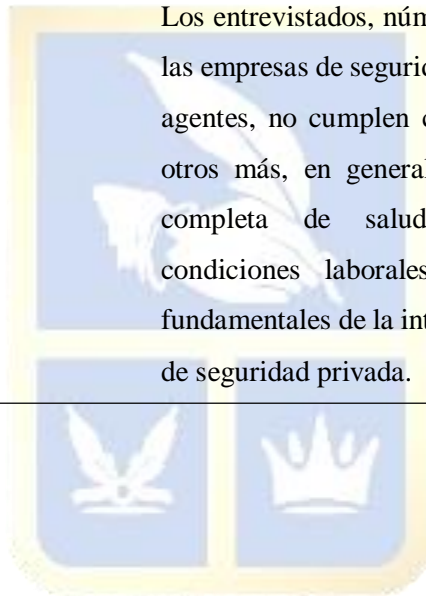 Los entrevistados, núm
las empresas de segurid
agentes, no cumplen c
otros más, en general
completa de salud
condiciones laborales
fundamentales de la int
de seguridad privada.